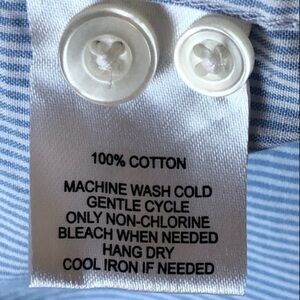 100% COTTON
MACHINE WASH COLD
GENTLE CYCLE
ONLY NON-CHLORINE
BLEACH WHEN NEEDED
HANG DRY
COOL IRON IF NEEDED